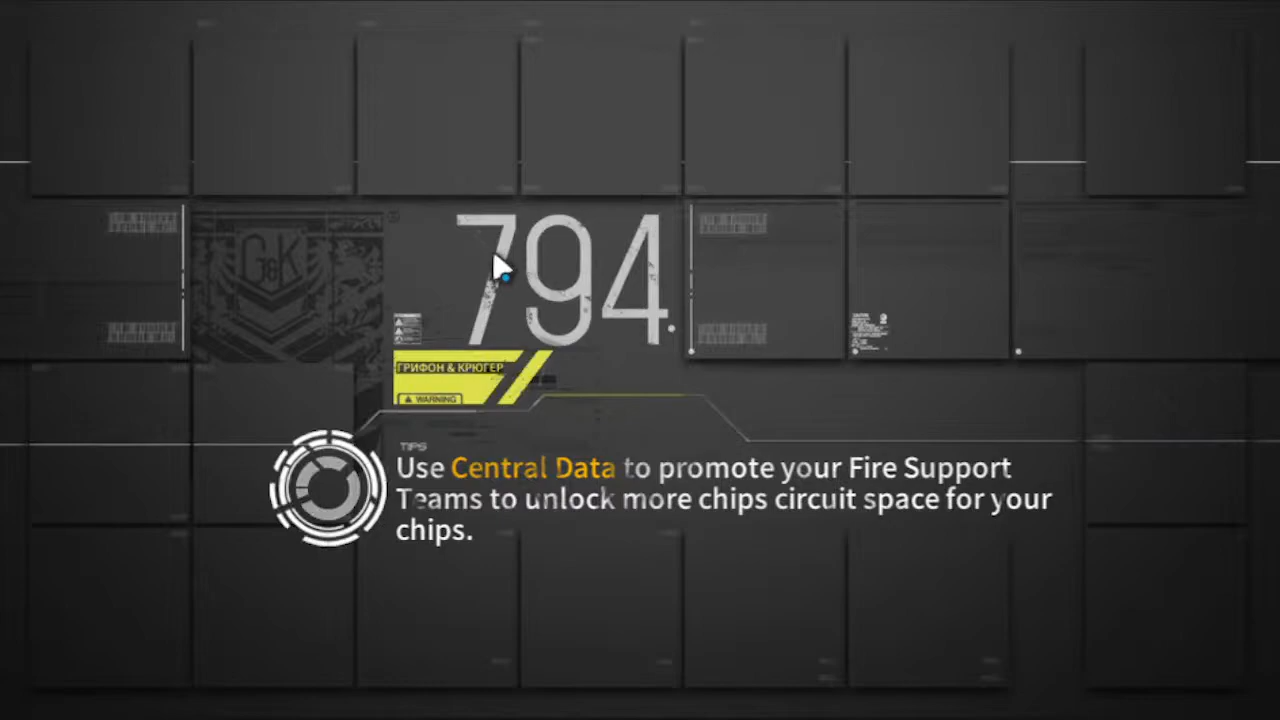 G&K
794.
ГРИФОН & КРЮГЕР
WARNING
TIPS
Use Central Data to promote your Fire Support
Teams to unlock more chips circuit space for your
chips.